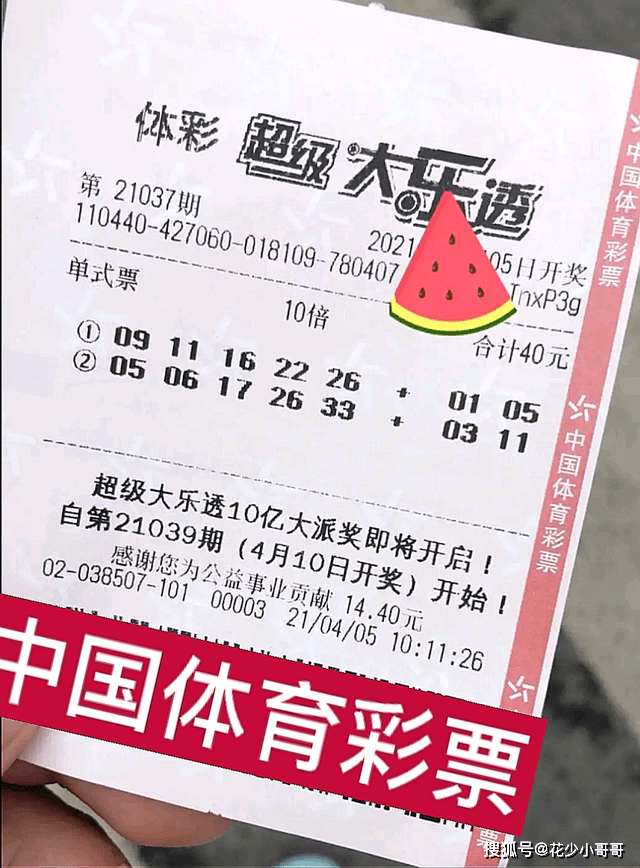 体彩 超级大乐透
第 21037期
2021 05日开奖
110440-427060-018109-780407 TnxP3g
单式票 10倍 合计40元
① 09 11 16 22 26 + 01 05
② 05 06 17 26 33 + 03 11
超级大乐透10亿大派奖即将开启！
自第21039期（4月10日开奖）开始！
感谢您为公益事业贡献 14.40元
02-038507-101 00003 21/04/05 10:11:26
中国体育彩票
中国体育彩票
中国体育彩票
票
搜狐号@花少小哥哥